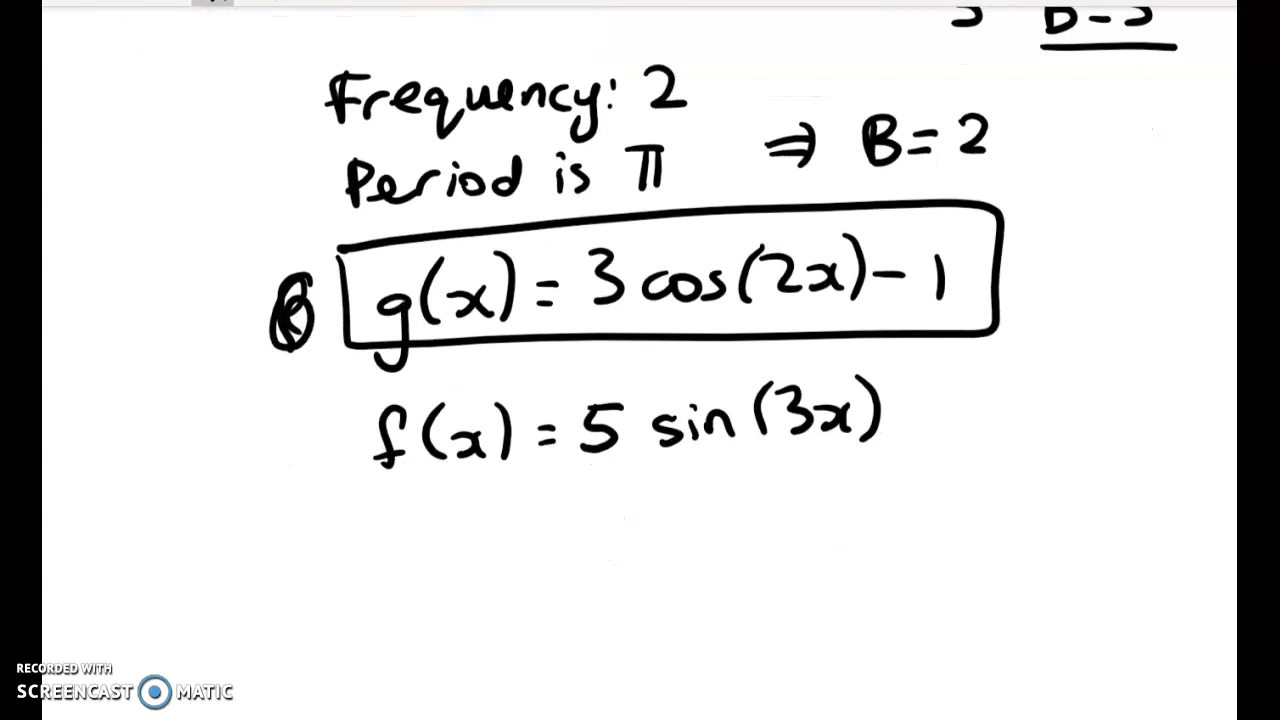 Frequency: 2
Period is π ⇒ B = 2
g(x) = 3 cos(2x) - 1
f(x) = 5 sin(3x)
RECORDED WITH
SCREENCAST MATIC